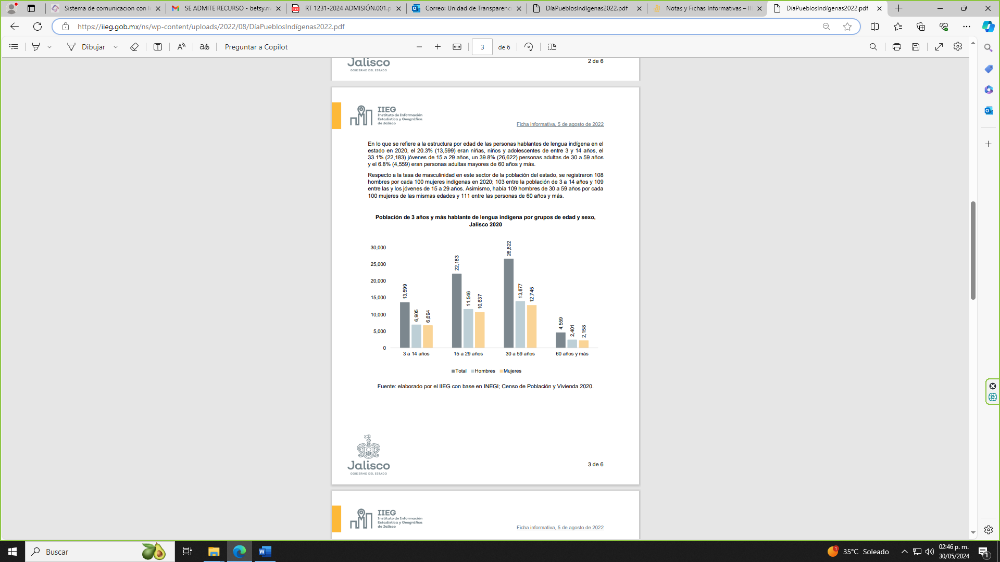 Sistema de comunicacion con l
SE ADMITE RECURSO - betsy.ri
RT 1231-2024 ADMISIÓN.001.p
Correo: Unidad de Transparenc
DíaPueblosIndígenas2022.pdf
Notas y Fichas Informativas – II
DíaPueblosIndígenas2022.pdf
https://iieg.gob.mx/ns/wp-content/uploads/2022/08/DíaPueblosIndígenas2022.pdf
Dibujar
aあ
Preguntar a Copilot
3
de 6
Jalisco
GOBIERNO DEL ESTADO
2 de 6
IIEG
Instituto de Información
Estadística y Geográfica
de Jalisco
Ficha informativa, 5 de agosto de 2022
En lo que se refiere a la estructura por edad de las personas hablantes de lengua indígena en el
estado en 2020, el 20.3% (13,599) eran niñas, niños y adolescentes de entre 3 y 14 años, el
33.1% (22,183) jóvenes de 15 a 29 años, un 39.8% (26,622) personas adultas de 30 a 59 años
y el 6.8% (4,559) eran personas adultas mayores de 60 años y más.
Respecto a la tasa de masculinidad en este sector de la población del estado, se registraron 108
hombres por cada 100 mujeres indígenas en 2020; 103 entre la población de 3 a 14 años y 109
entre las y los jóvenes de 15 a 29 años. Asimismo, había 109 hombres de 30 a 59 años por cada
100 mujeres de las mismas edades y 111 entre las personas de 60 años y más.
Población de 3 años y más hablante de lengua indígena por grupos de edad y sexo,
Jalisco 2020
30,000
25,000
20,000
15,000
10,000
5,000
0
13,599
6,905
6,694
22,183
11,546
10,637
26,622
13,877
12,745
4,559
2,401
2,158
3 a 14 años
15 a 29 años
30 a 59 años
60 años y más
Total
Hombres
Mujeres
Fuente: elaborado por el IIEG con base en INEGI; Censo de Población y Vivienda 2020.
Jalisco
GOBIERNO DEL ESTADO
3 de 6
IIEG
Instituto de Información
Estadística y Geográfica
de Jalisco
Ficha informativa, 5 de agosto de 2022
Buscar
1
35°C Soleado
02:46 p. m.
30/05/2024
1